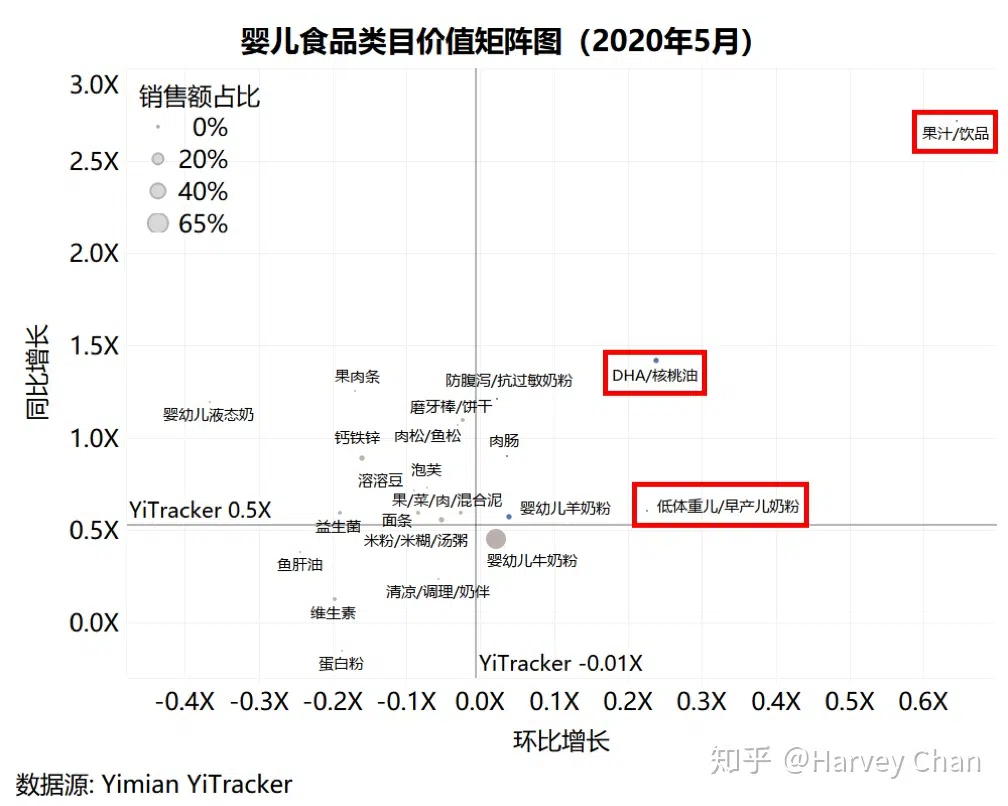 婴儿食品类目价值矩阵图（2020年5月）
3.0X
2.5X
2.0X
1.5X
1.0X
0.5X
0.0X
同比增长
销售额占比
0%
20%
40%
65%
果汁/饮品
DHA/核桃油
果肉条
防腹泻/抗过敏奶粉
婴幼儿液态奶
磨牙棒/饼干
钙铁锌
肉松/鱼松
肉肠
泡芙
溶溶豆
果/菜/肉/混合泥
低体重儿/早产儿奶粉
YiTracker 0.5X
婴幼儿羊奶粉
益生菌
面条
米粉/米糊/汤粥
鱼肝油
婴幼儿牛奶粉
清凉/调理/奶伴
维生素
蛋白粉
YiTracker -0.01X
-0.4X -0.3X -0.2X -0.1X 0.0X 0.1X 0.2X 0.3X 0.4X 0.5X 0.6X
环比增长
知乎 @Harvey Chan
数据源: Yimian YiTracker